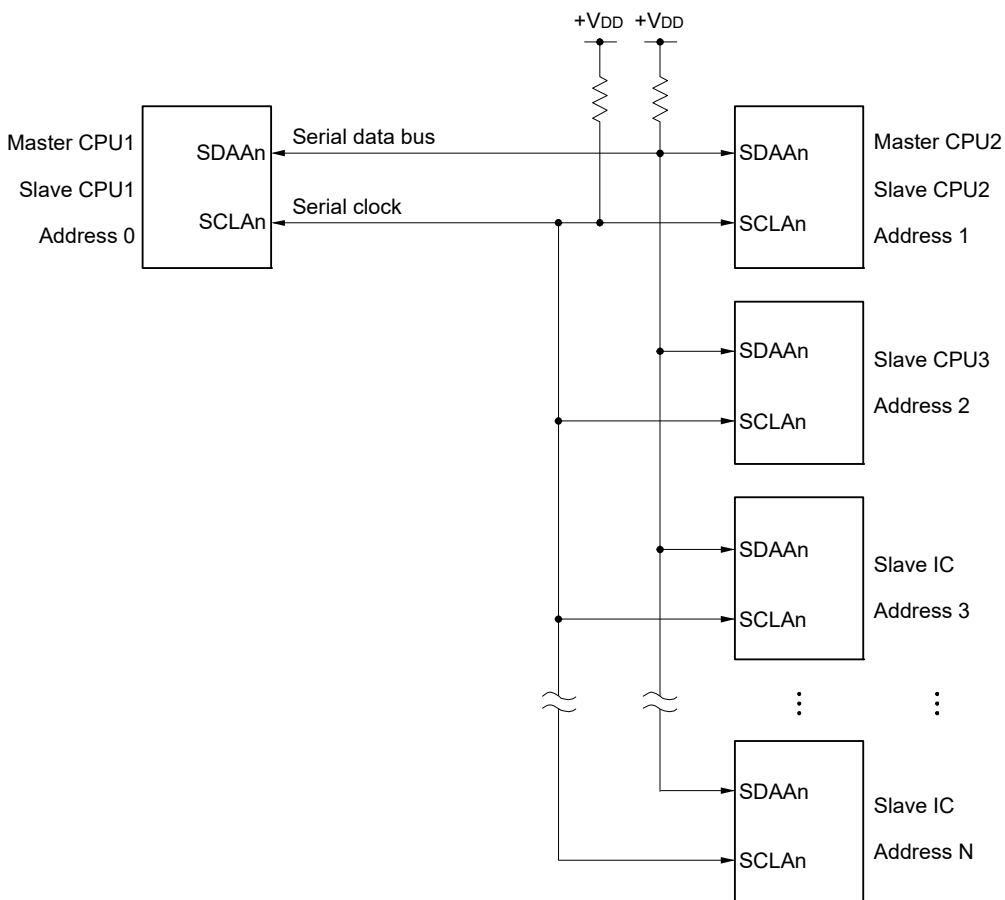 +VDD +VDD
Master CPU1
Slave CPU1
Address 0
SDAAn
SCLAn
Serial data bus
Serial clock
SDAAn
SCLAn
Master CPU2
Slave CPU2
Address 1
SDAAn
SCLAn
Slave CPU3
Address 2
SDAAn
SCLAn
Slave IC
Address 3
SDAAn
SCLAn
Slave IC
Address N